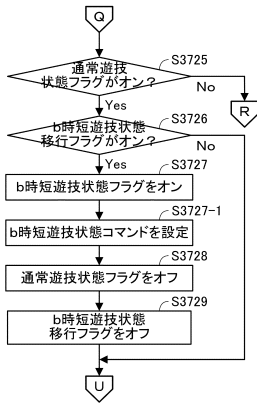 Q
S3725
通常遊技
状態フラグがオン?
No
R
Yes
S3726
b時短遊技状態
移行フラグがオン?
No
Yes
S3727
b時短遊技状態フラグをオン
S3727-1
b時短遊技状態コマンドを設定
S3728
通常遊技状態フラグをオフ
S3729
b時短遊技状態
移行フラグをオフ
U